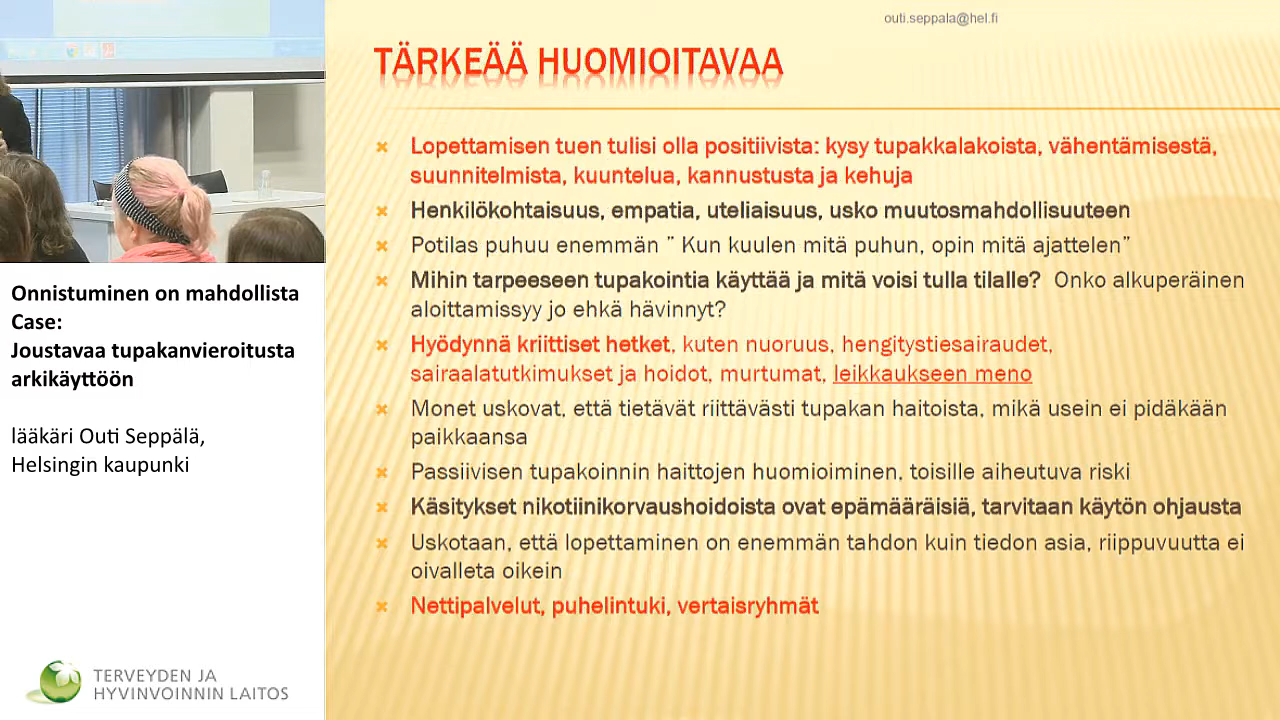 outi.seppala@hel.fi
TÄRKEÄÄ HUOMIOITAVAA
Lopettamisen tuen tulisi olla positiivista: kysy tupakkalakoista, vähentämisestä,
suunnitelmista, kuuntelua, kannustusta ja kehuja
Henkilökohtaisuus, empatia, uteliaisuus, usko muutosmahdollisuuteen
Potilas puhuu enemmän ” Kun kuulen mitä puhun, opin mitä ajattelen”
Mihin tarpeeseen tupakointia käyttää ja mitä voisi tulla tilalle? Onko alkuperäinen
aloittamissyy jo ehkä hävinnyt?
Hyödynnä kriittiset hetket, kuten nuoruus, hengitystiesairaudet,
sairaalatutkimukset ja hoidot, murtumat, leikkaukseen meno
Monet uskovat, että tietävät riittävästi tupakan haitoista, mikä usein ei pidäkään
paikkaansa
Passiivisen tupakoinnin haittojen huomioiminen, toisille aiheutuva riski
Käsitykset nikotiinikorvaushoidoista ovat epämääräisiä, tarvitaan käytön ohjausta
Uskotaan, että lopettaminen on enemmän tahdon kuin tiedon asia, riippuvuutta ei
oivalleta oikein
Nettipalvelut, puhelintuki, vertaisryhmät
Onnistuminen on mahdollista
Case:
Joustavaa tupakanvieroitusta
arkikäyttöön
lääkäri Outi Seppälä,
Helsingin kaupunki
TERVEYDEN JA
HYVINVOINNIN LAITOS